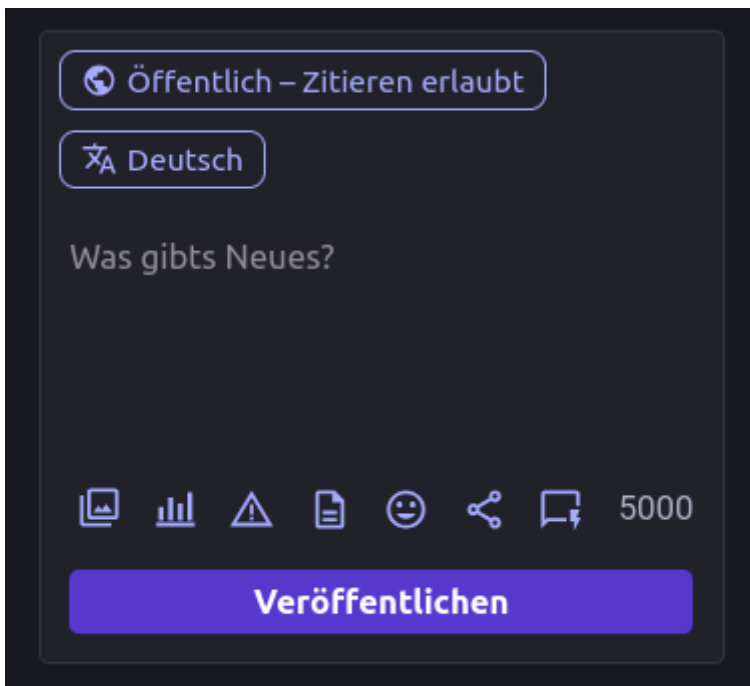 Öffentlich – Zitieren erlaubt
Deutsch
Was gibts Neues?
5000
Veröffentlichen